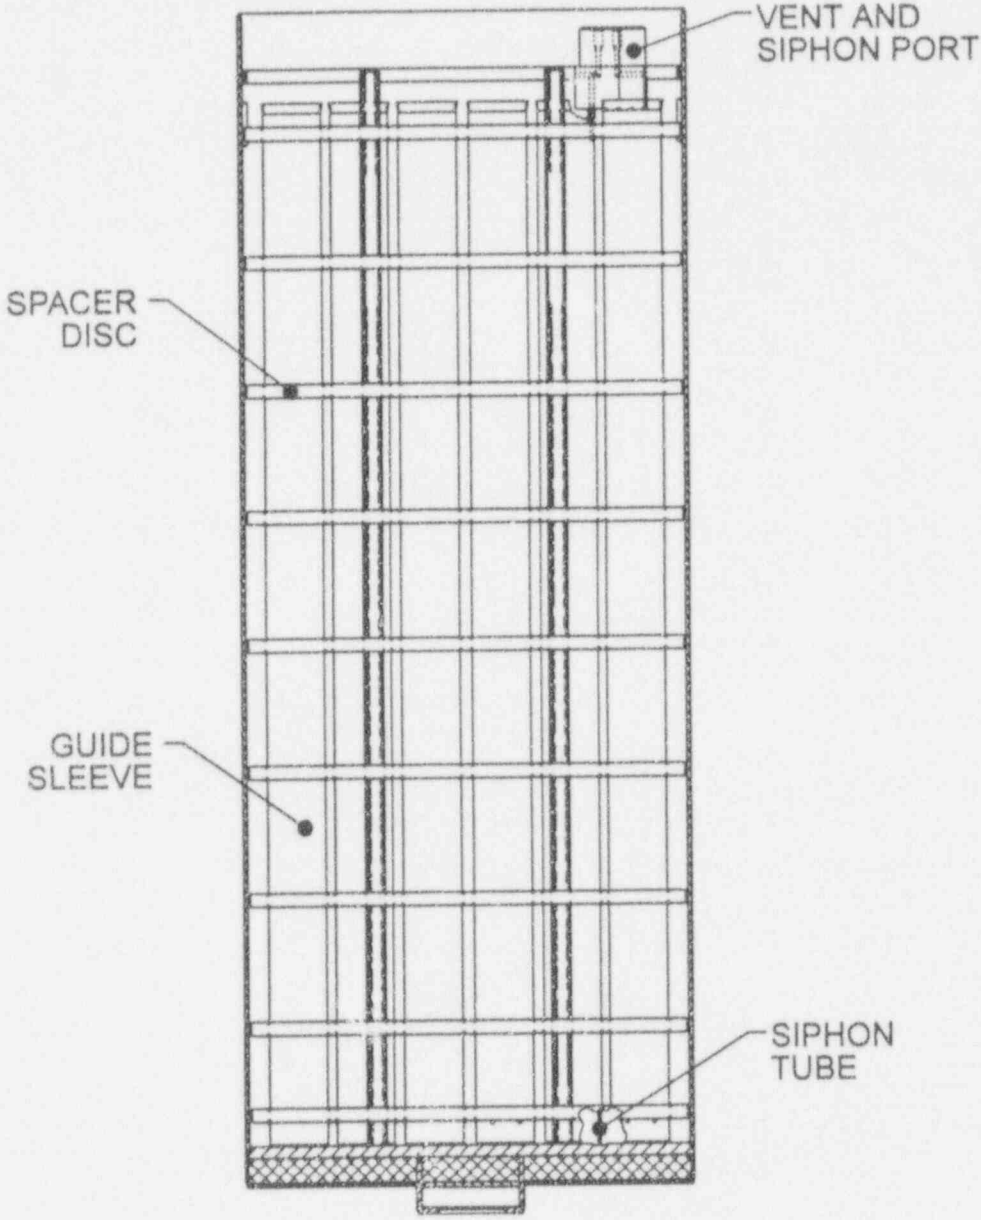 VENT AND
SIPHON PORT
SPACER
DISC
GUIDE
SLEEVE
SIPHON
TUBE